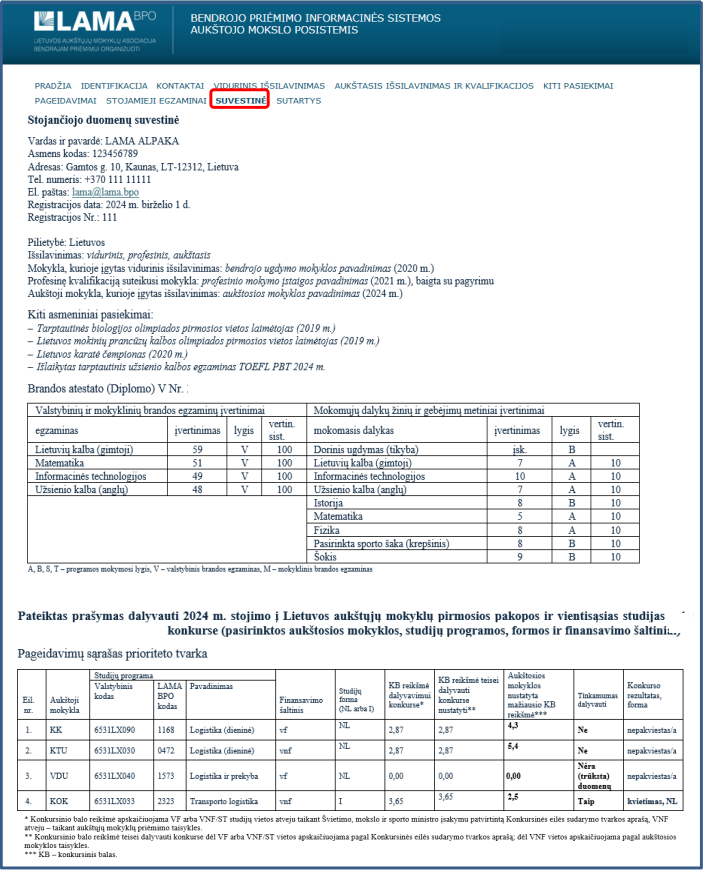 LAMA BPO
LIETUVOS AUKŠTŲJŲ MOKYKLŲ ASOCIACIJA
BENDRAJAM PRIĖMIMUI ORGANIZUOTI
BENDROJO PRIĖMIMO INFORMACINĖS SISTEMOS
AUKŠTOJO MOKSLO POSISTEMIS
PRADŽIA IDENTIFIKACIJA KONTAKTAI VIDURINIS IŠSILAVINIMAS AUKŠTASIS IŠSILAVINIMAS IR KVALIFIKACIJOS KITI PASIEKIMAI
PAGEIDAVIMAI STOJAMIEJI EGZAMINAI SUVESTINĖ SUTARTYS
Stojančiojo duomenų suvestinė
Vardas ir pavardė: LAMA ALPAKA
Asmens kodas: 123456789
Adresas: Gamtos g. 10, Kaunas, LT-12312, Lietuva
Tel. numeris: +370 111 11111
El. paštas: lama@lama.bpo
Registracijos data: 2024 m. birželio 1 d.
Registracijos Nr.: 111
Pilietybė: Lietuvos
Išsilavinimas: vidurinis, profesinis, aukštasis
Mokykla, kurioje įgytas vidurinis išsilavinimas: bendrojo ugdymo mokyklos pavadinimas (2020 m.)
Profesinę kvalifikaciją suteikusi mokykla: profesinio mokymo įstaigos pavadinimas (2021 m.), baigta su pagyrimu
Aukštoji mokykla, kurioje įgytas išsilavinimas: aukštosios mokyklos pavadinimas (2024 m.)
Kiti asmeniniai pasiekimai:
– Tarptautinės biologijos olimpiados pirmosios vietos laimėtojas (2019 m.)
– Lietuvos mokinių prancūzų kalbos olimpiados pirmosios vietos laimėtojas (2019 m.)
– Lietuvos karatė čempionas (2020 m.)
– Išlaikytas tarptautinis užsienio kalbos egzaminas TOEFL PBT 2024 m.
Brandos atestato (Diplomo) V Nr.
Valstybinių ir mokyklinių brandos egzaminų įvertinimai Mokomųjų dalykų žinių ir gebėjimų metiniai įvertinimai
egzaminas įvertinimas lygis vertin. sist. mokomasis dalykas įvertinimas lygis vertin. sist.
Lietuvių kalba (gimtoji) 59 V 100 Dorinis ugdymas (tikyba) įsk. B
Matematika 51 V 100 Lietuvių kalba (gimtoji) 7 A 10
Informacinės technologijos 49 V 100 Informacinės technologijos 10 A 10
Užsienio kalba (anglų) 48 V 100 Užsienio kalba (anglų) 7 A 10
Istorija 8 B 10
Matematika 5 A 10
Fizika 8 A 10
Pasirinkta sporto šaka (krepšinis) 8 B 10
Šokis 9 B 10
A, B, S, T – programos mokymosi lygis, V – valstybinis brandos egzaminas, M – mokyklinis brandos egzaminas
Pateiktas prašymas dalyvauti 2024 m. stojimo į Lietuvos aukštųjų mokyklų pirmosios pakopos ir vientisąsias studijas
konkurse (pasirinktos aukštosios mokyklos, studijų programos, formos ir finansavimo šaltiniai)
Pageidavimų sąrašas prioriteto tvarka
Eil. nr. Aukštoji mokykla Studijų programa Valstybinis kodas LAMA BPO kodas Pavadinimas Finansavimo šaltinis Studijų forma (NL arba I) KB reikšmė dalyvavimui konkurse* KB reikšmė teisei dalyvauti konkurse nustatyti** Aukštosios mokyklos nustatyta mažiausio KB reikšmė*** Tinkamumas dalyvauti Konkurso rezultatas, forma
1. KK 6531LX090 1168 Logistika (dieninė) vf NL 2,87 2,87 4,3 Ne nepakviestas/a
2. KTU 6531LX030 0472 Logistika (dieninė) vnf NL 2,87 2,87 5,4 Ne nepakviestas/a
3. VDU 6531LX040 1573 Logistika ir prekyba vf NL 0,00 0,00 0,00 Nėra (trūksta) duomenų nepakviestas/a
4. KOK 6531LX033 2323 Transporto logistika vnf I 3,65 3,65 2,5 Taip kvietimas, NL
* Konkursinio balo reikšmė apskaičiuojama VF arba VNF/ST studijų vietos atveju taikant Švietimo, mokslo ir sporto ministro įsakymu patvirtintą Konkursinės eilės sudarymo tvarkos aprašą, VNF
atveju – taikant aukštųjų mokyklų priėmimo taisykles.
** Konkursinio balo reikšmė teisei dalyvauti konkurse dėl VF arba VNF/ST vietos apskaičiuojama pagal Konkursinės eilės sudarymo tvarkos aprašą; dėl VNF vietos apskaičiuojama pagal aukštosios
mokyklos taisykles.
*** KB – konkursinis balas.